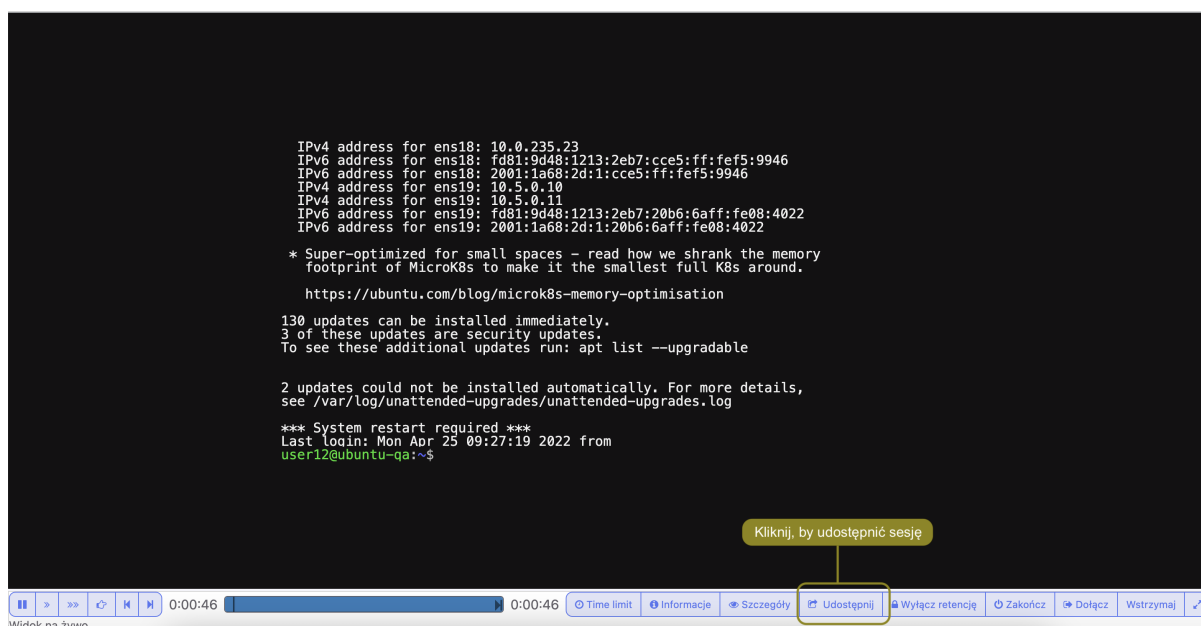 IPv4 address for ens18: 10.0.235.23
IPv6 address for ens18: fd81:9d48:1213:2eb7:cce5:ff:fef5:9946
IPv6 address for ens18: 2001:1a68:2d:1:cce5:ff:fef5:9946
IPv4 address for ens19: 10.5.0.10
IPv4 address for ens19: 10.5.0.11
IPv6 address for ens19: fd81:9d48:1213:2eb7:20b6:6aff:fe08:4022
IPv6 address for ens19: 2001:1a68:2d:1:20b6:6aff:fe08:4022
* Super-optimized for small spaces - read how we shrank the memory
footprint of MicroK8s to make it the smallest full K8s around.
https://ubuntu.com/blog/microk8s-memory-optimisation
130 updates can be installed immediately.
3 of these updates are security updates.
To see these additional updates run: apt list --upgradable
2 updates could not be installed automatically. For more details,
see /var/log/unattended-upgrades/unattended-upgrades.log
*** System restart required ***
Last login: Mon Apr 25 09:27:19 2022 from
user12@ubuntu-qa:~$
Kliknij, by udostępnić sesję
0:00:46 0:00:46 Time limit Informacje Szczegóły Udostępnij Wyłącz retencję Zakończ Dołącz Wstrzymaj
Widok na żywo